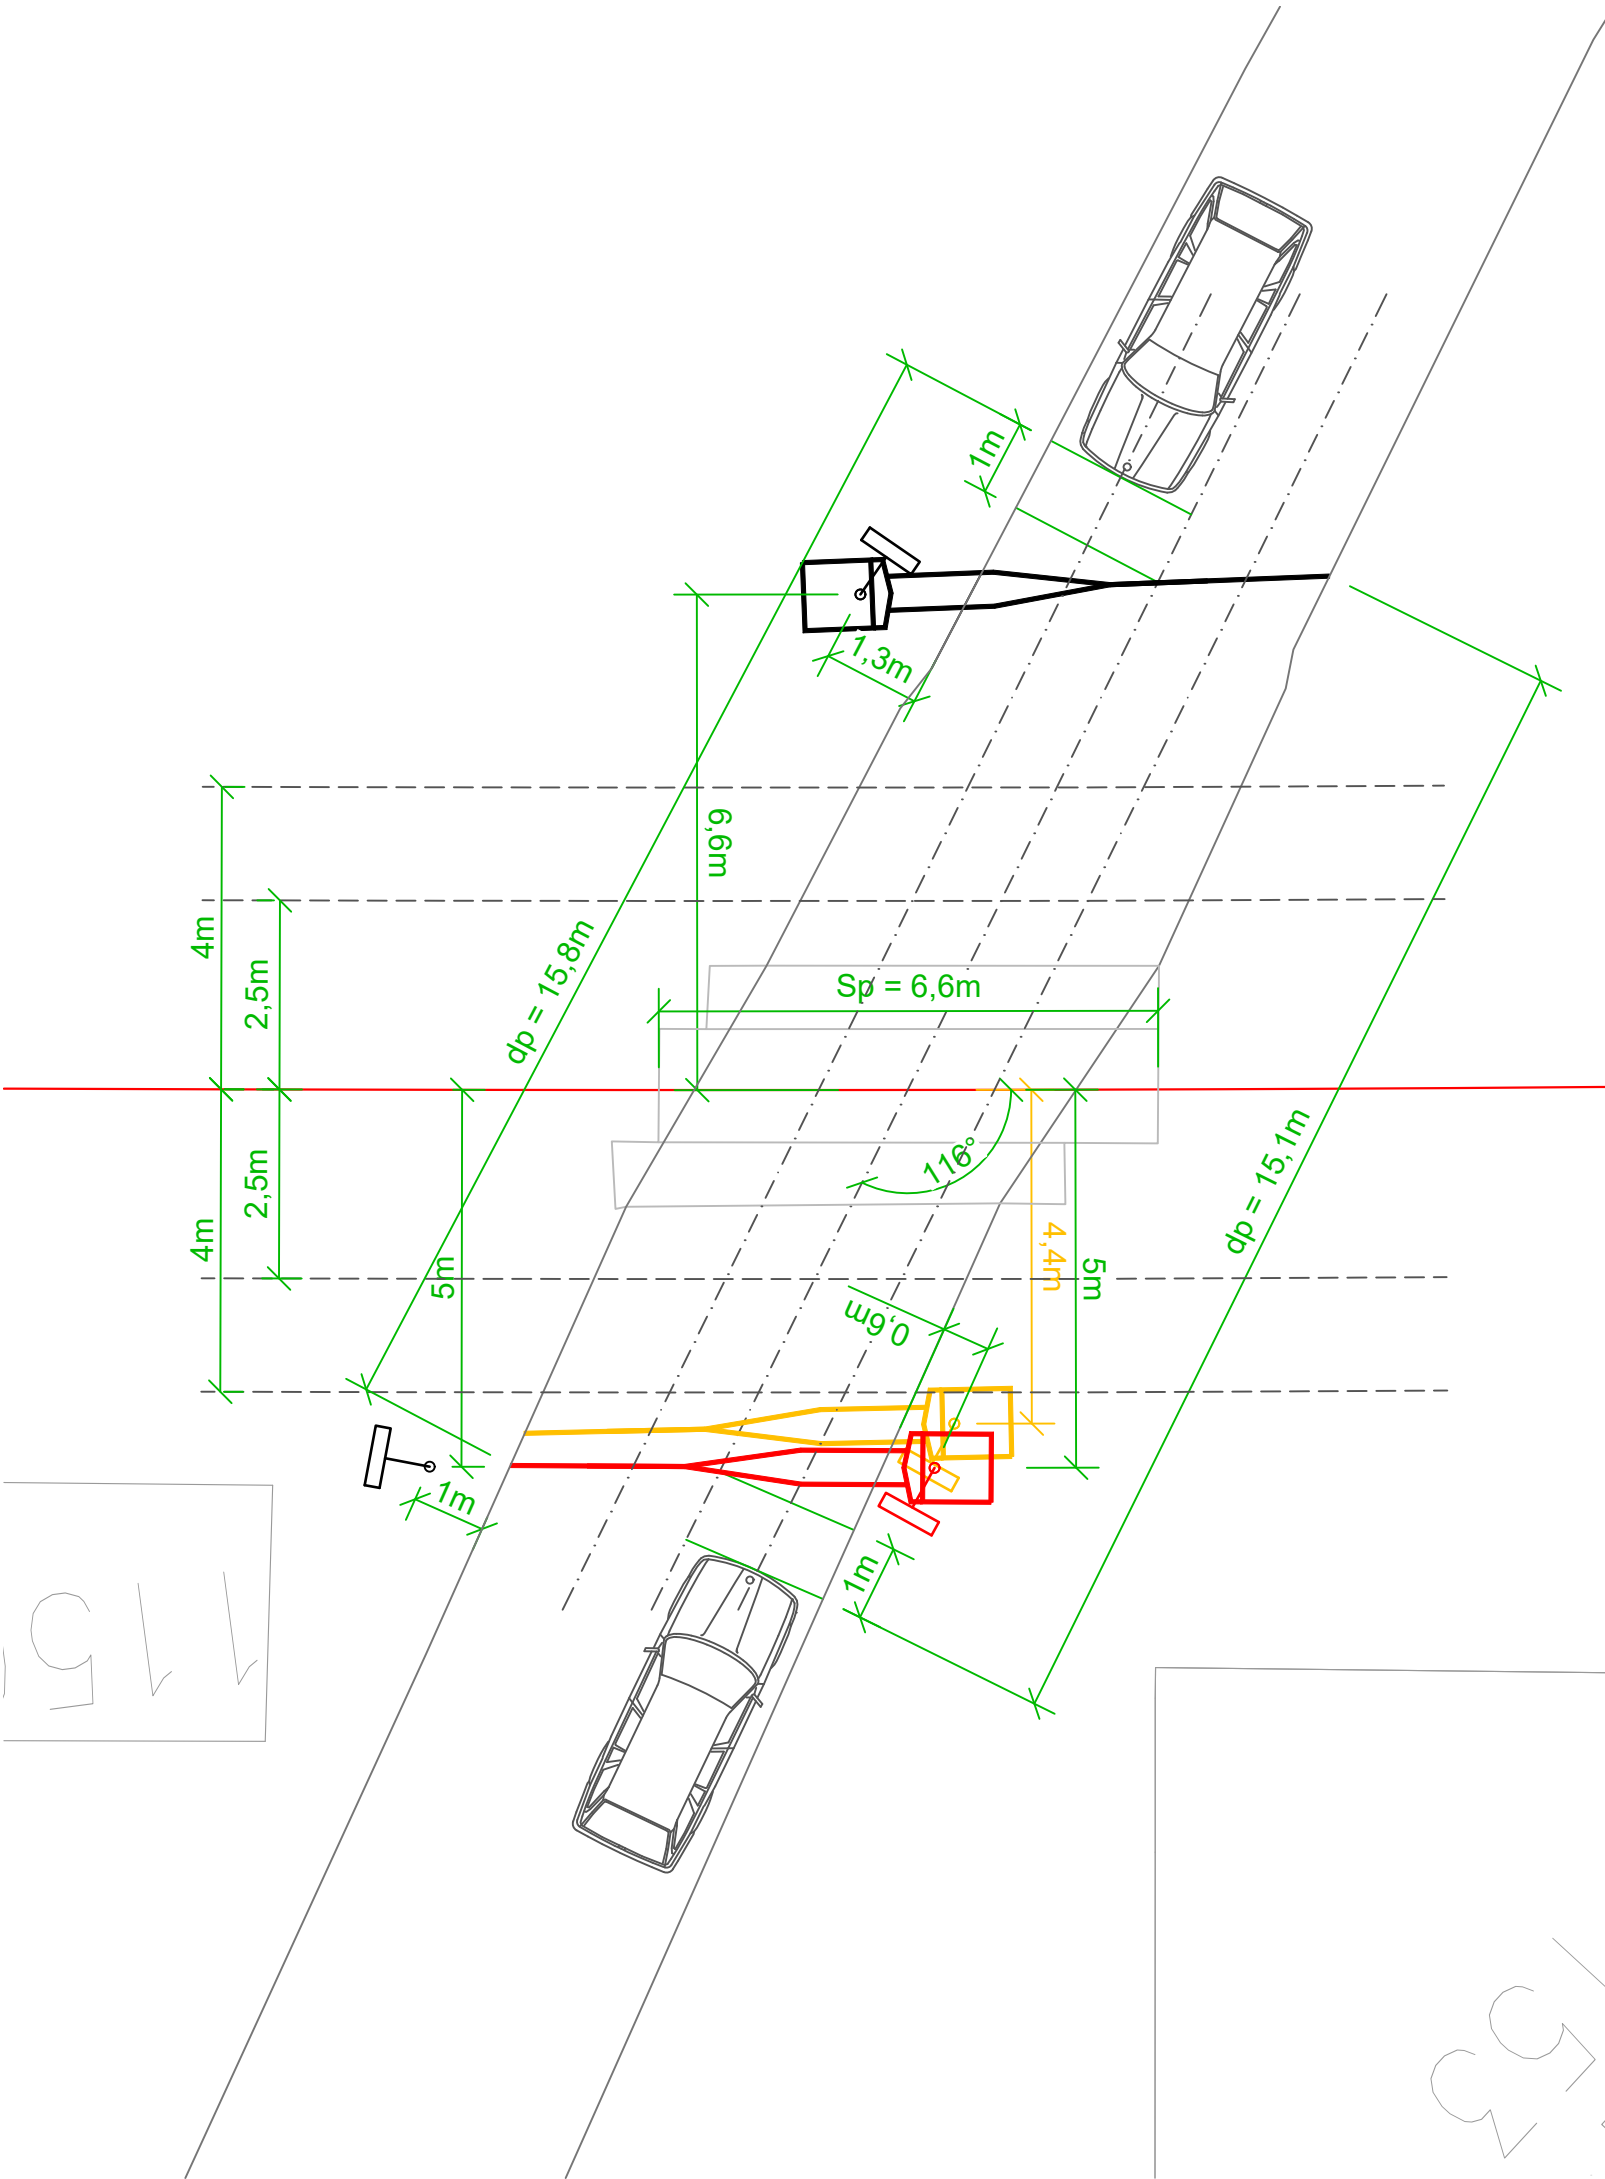 1m
1,3m
6,6m
4m
2,5m
dp = 15,8m
Sp = 6,6m
116°
2,5m
4m
5m
4,4m
5m
dp = 15,1m
0,6m
1m
1m
115